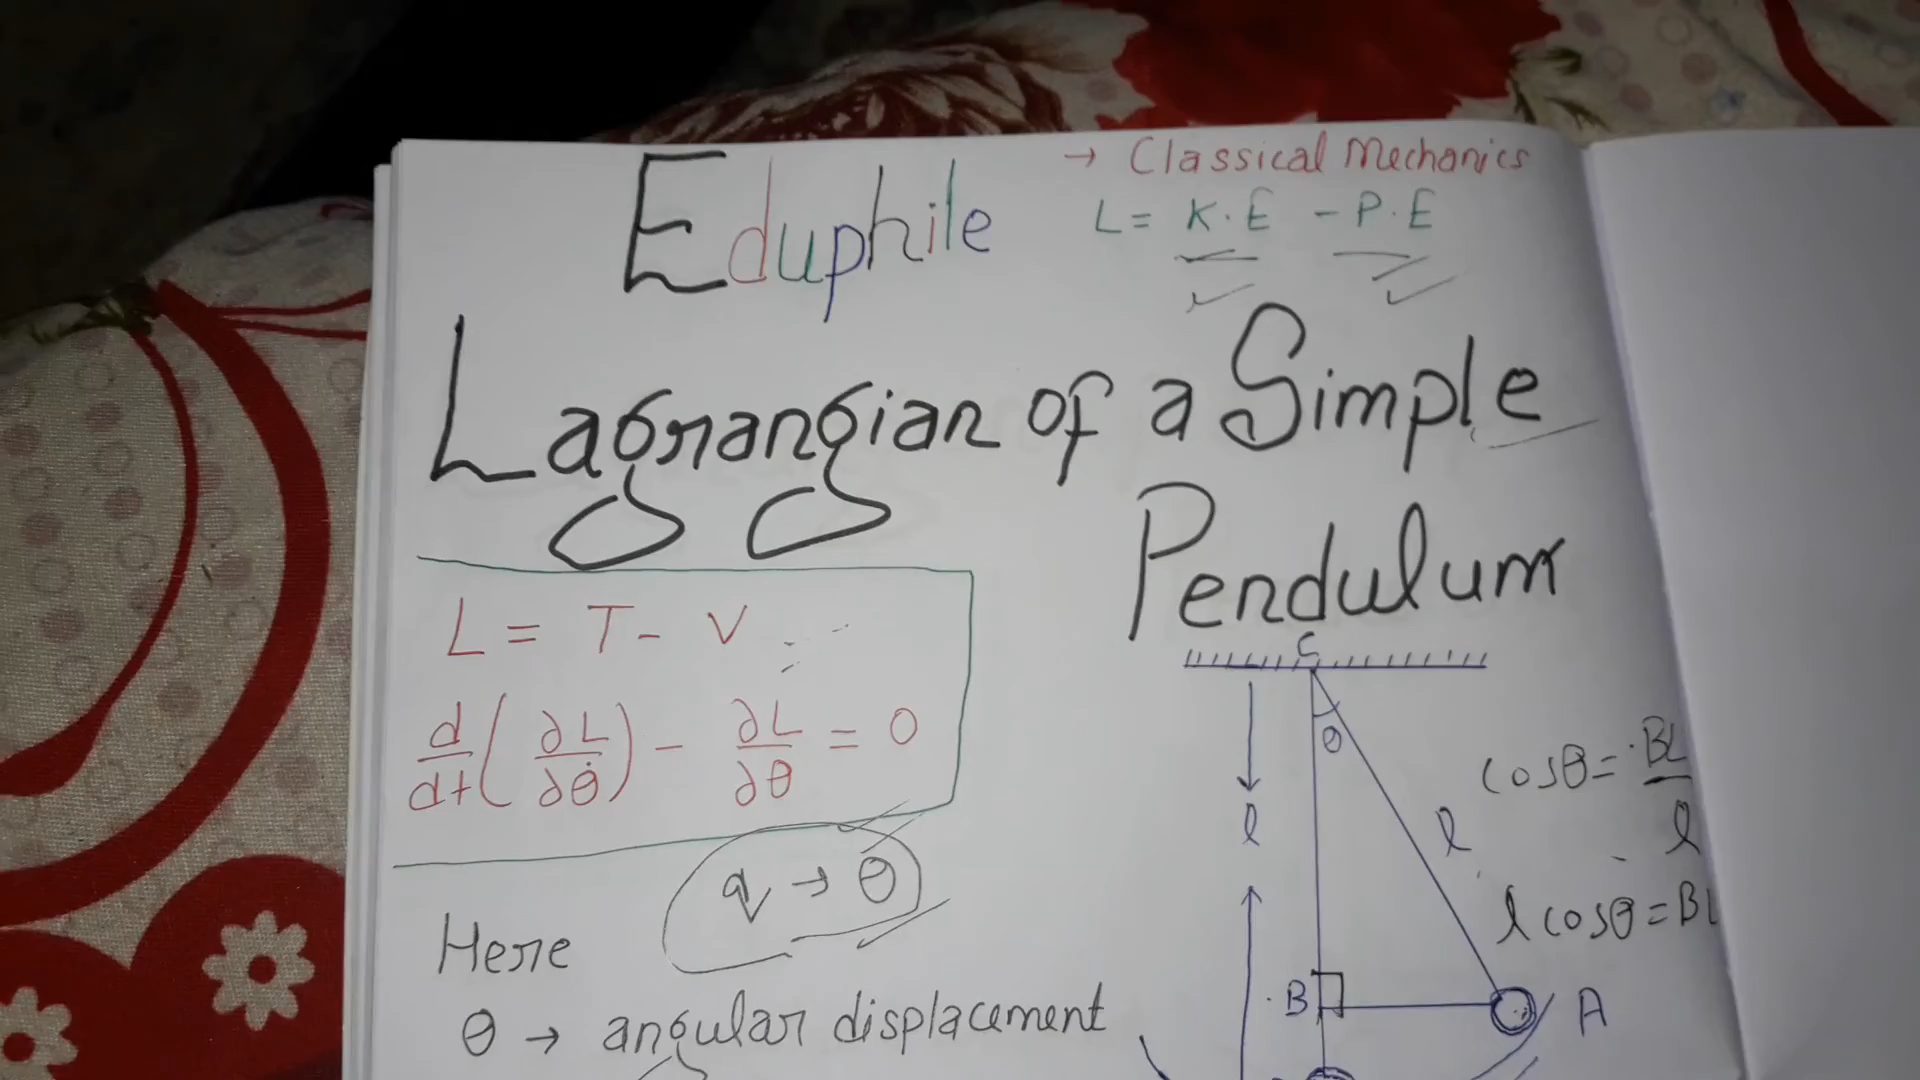 Eduphile
→ Classical Mechanics
L = K.E - P.E
Lagrangian of a Simple
Pendulum
L = T - V
d/dt (∂L/∂θ̇) - ∂L/∂θ = 0
q → θ
Here
θ → angular displacement
C
θ
l
l
cosθ = BC/l
l cosθ = BC
B
A